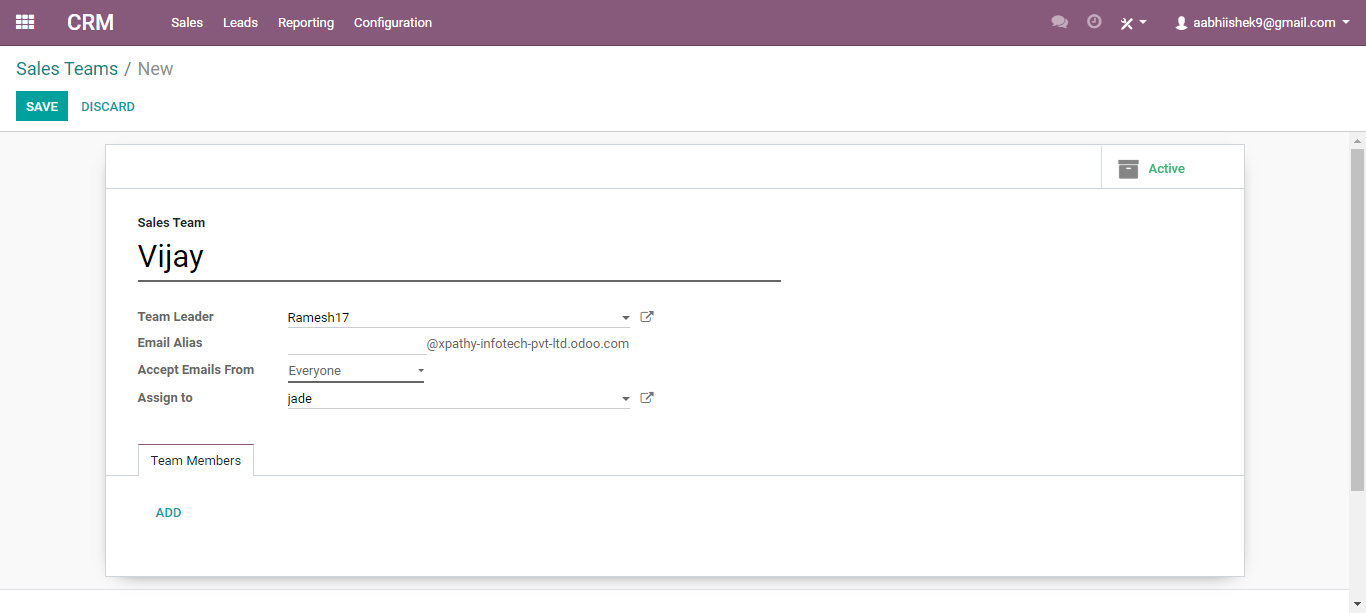 CRM Sales Leads Reporting Configuration aabhiishek9@gmail.com
Sales Teams / New
SAVE DISCARD
Active
Sales Team
Vijay
Team Leader Ramesh17
Email Alias @xpathy-infotech-pvt-ltd.odoo.com
Accept Emails From Everyone
Assign to jade
Team Members
ADD